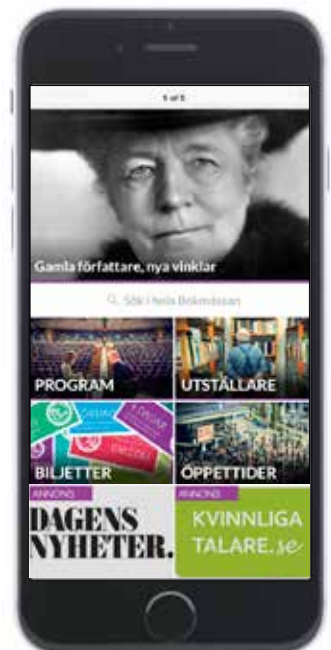 1 of 5
Gamla författare, nya vinklar
Sök i hela Bokmässan
PROGRAM
UTSTÄLLARE
BILJETTER
ÖPPETTIDER
ANNONS
ANNONS
DAGENS
NYHETER.
KVINNLIGA
TALARE.se